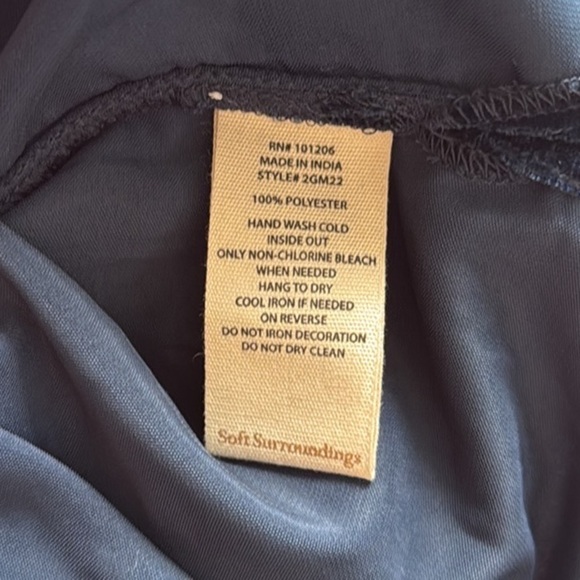 RN# 101206
MADE IN INDIA
STYLE# 2GM22
100% POLYESTER
HAND WASH COLD
INSIDE OUT
ONLY NON-CHLORINE BLEACH
WHEN NEEDED
HANG TO DRY
COOL IRON IF NEEDED
ON REVERSE
DO NOT IRON DECORATION
DO NOT DRY CLEAN
Soft Surroundings